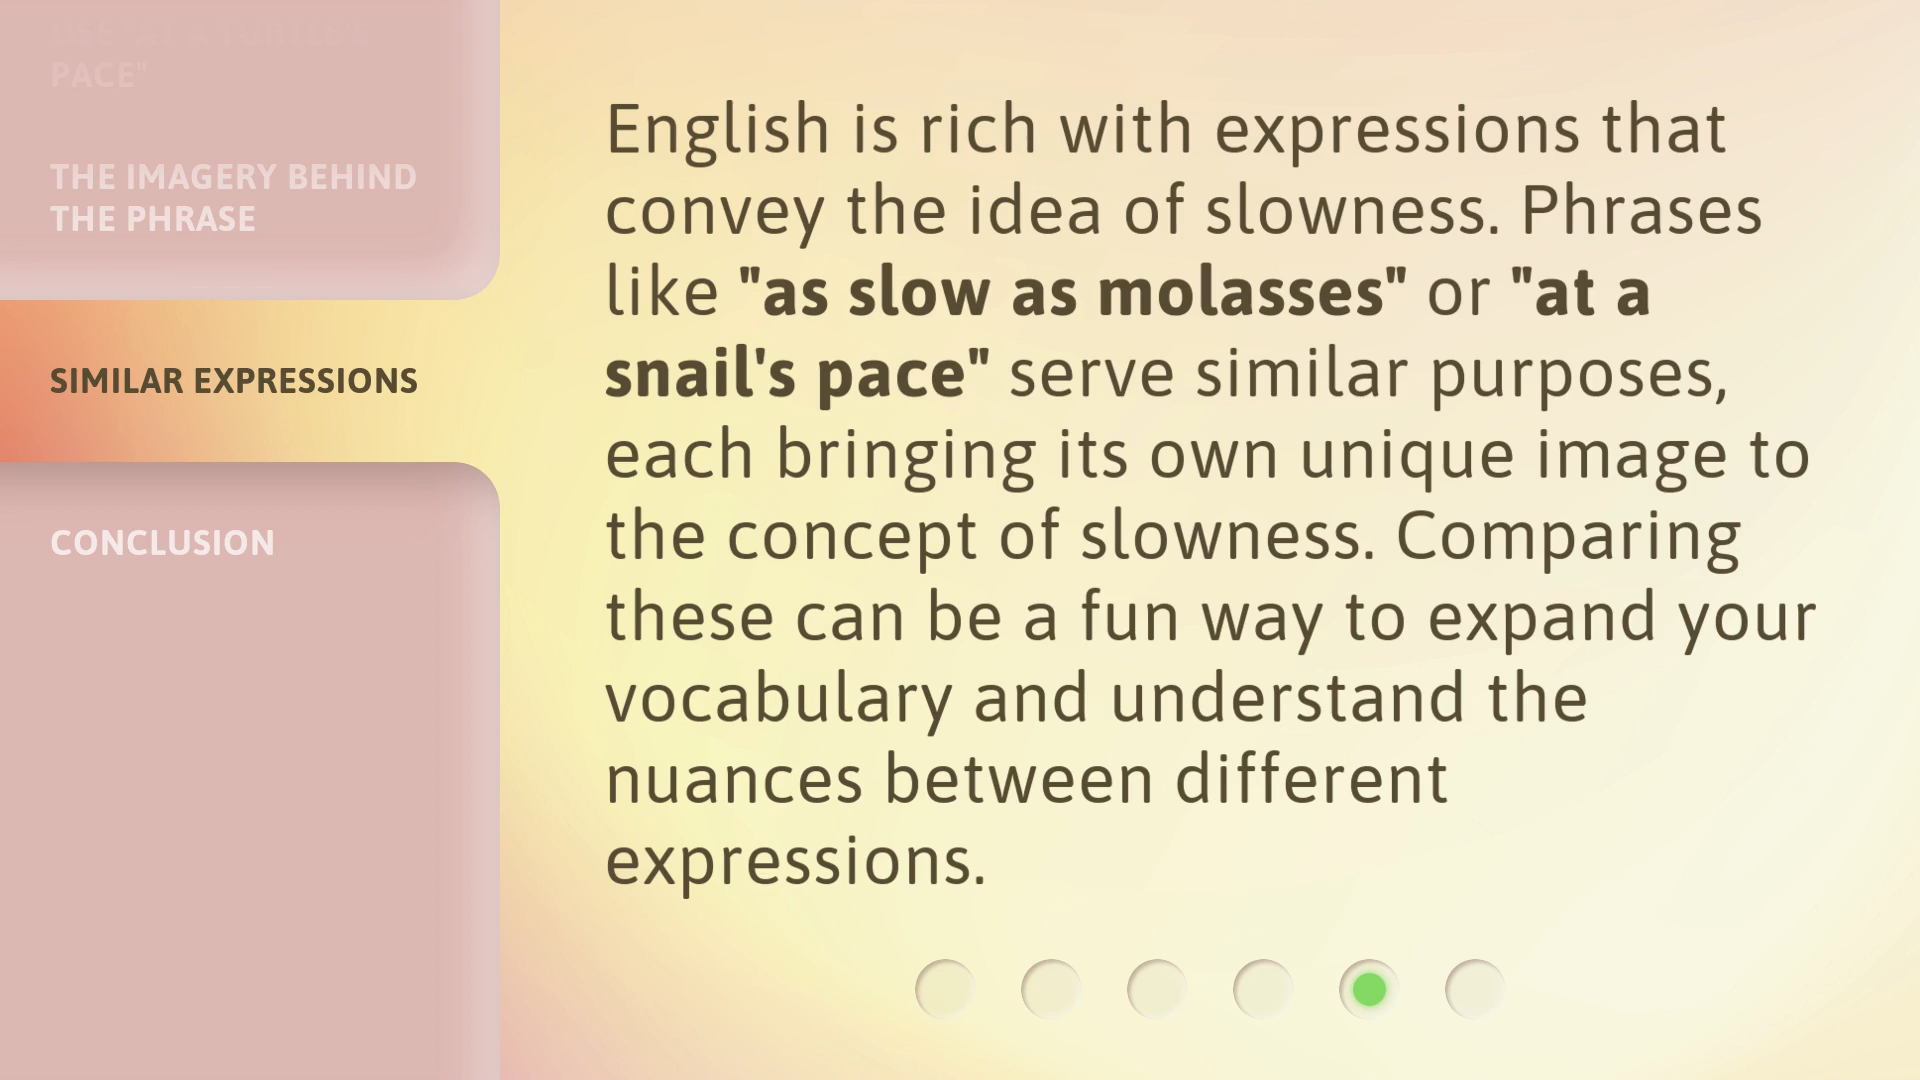 USE "AT A TURTLE'S
PACE"
THE IMAGERY BEHIND
THE PHRASE
SIMILAR EXPRESSIONS
CONCLUSION
English is rich with expressions that
convey the idea of slowness. Phrases
like "as slow as molasses" or "at a
snail's pace" serve similar purposes,
each bringing its own unique image to
the concept of slowness. Comparing
these can be a fun way to expand your
vocabulary and understand the
nuances between different
expressions.